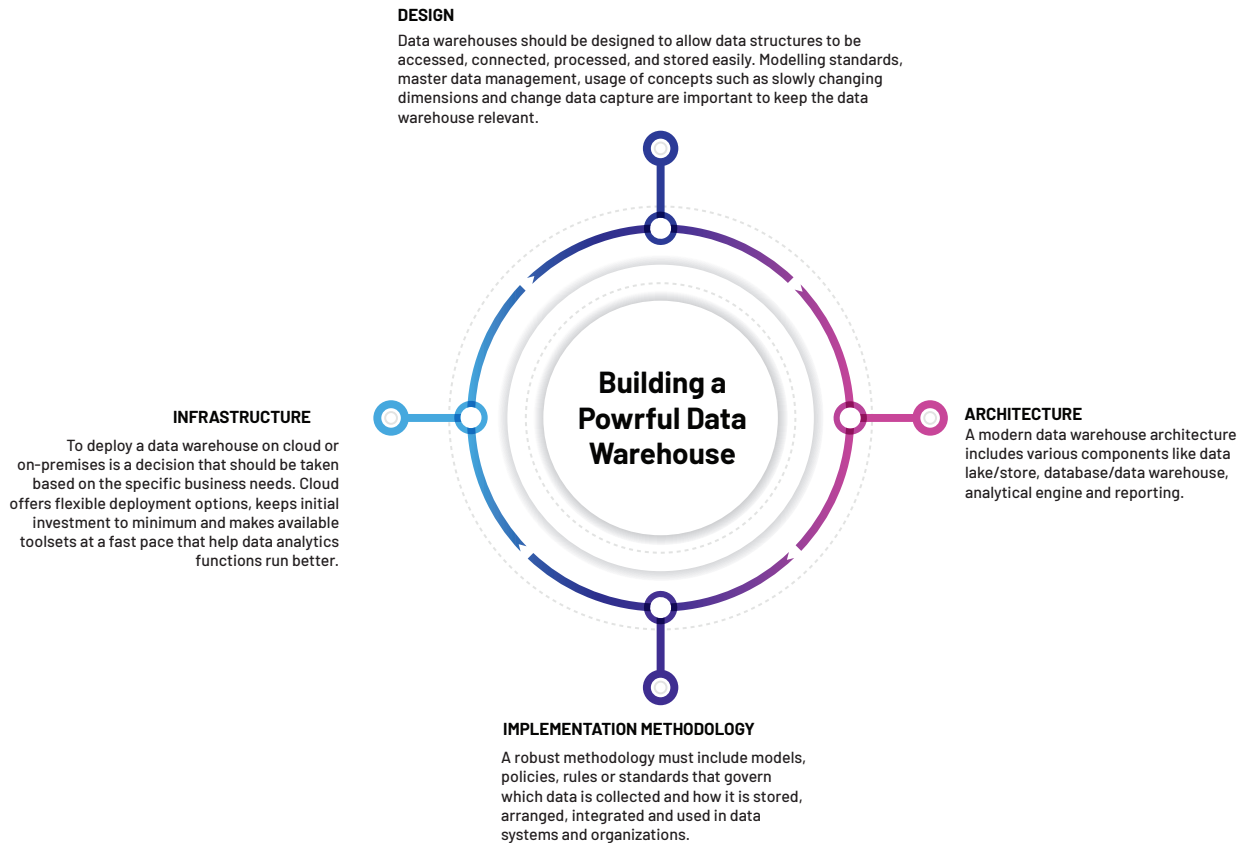 DESIGN
Data warehouses should be designed to allow data structures to be
accessed, connected, processed, and stored easily. Modelling standards,
master data management, usage of concepts such as slowly changing
dimensions and change data capture are important to keep the data
warehouse relevant.
Building a
Powrful Data
Warehouse
INFRASTRUCTURE
To deploy a data warehouse on cloud or
on-premises is a decision that should be taken
based on the specific business needs. Cloud
offers flexible deployment options, keeps initial
investment to minimum and makes available
toolsets at a fast pace that help data analytics
functions run better.
ARCHITECTURE
A modern data warehouse architecture
includes various components like data
lake/store, database/data warehouse,
analytical engine and reporting.
IMPLEMENTATION METHODOLOGY
A robust methodology must include models,
policies, rules or standards that govern
which data is collected and how it is stored,
arranged, integrated and used in data
systems and organizations.